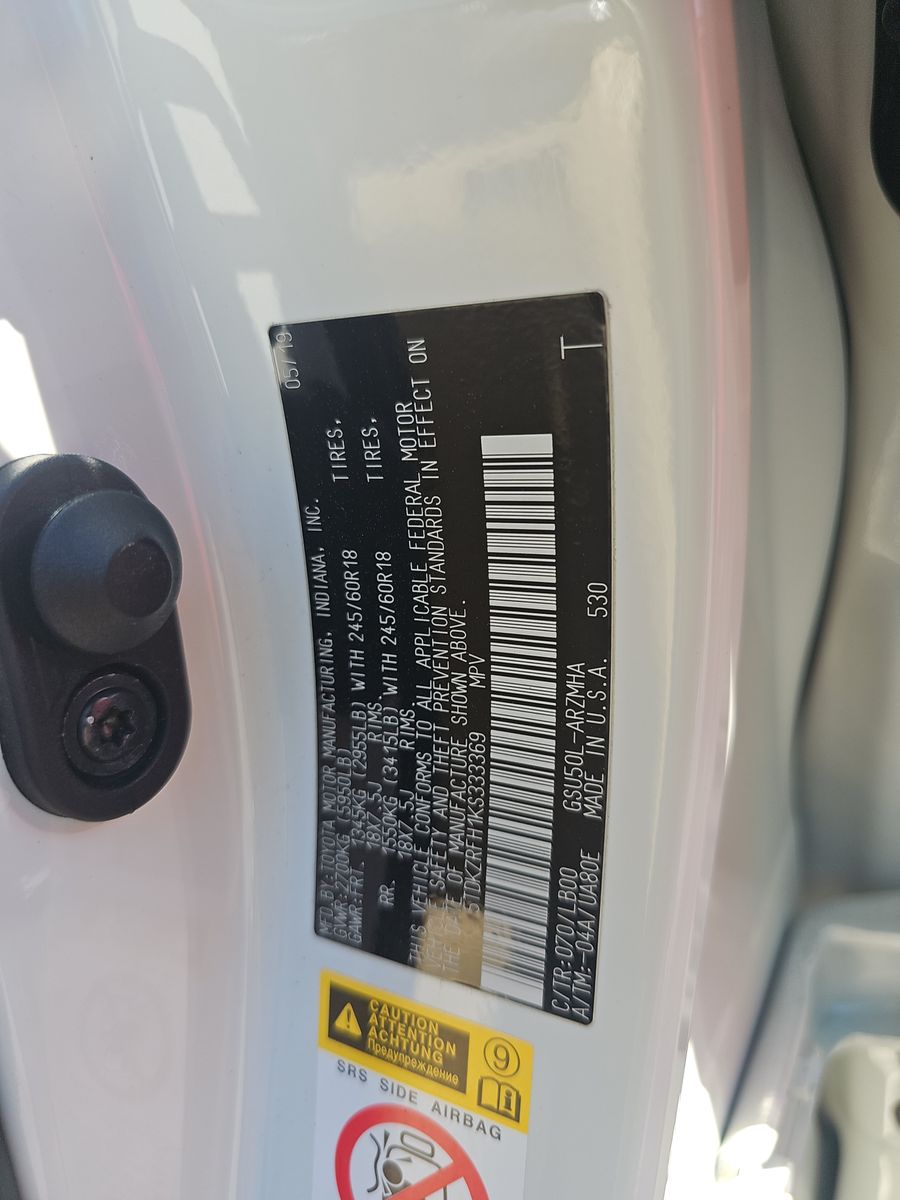 MFD BY:TOYOTA MOTOR MANUFACTURING, INDIANA, INC. 05/19
GVWR:2700KG (5950LB)
GAWR:FRT. 1345KG (2955LB) WITH 245/60R18 TIRES,
18X7.5J RIMS.
RR. 1550KG (3415LB) WITH 245/60R18 TIRES,
18X7.5J RIMS.
THIS VEHICLE CONFORMS TO ALL APPLICABLE FEDERAL MOTOR
VEHICLE SAFETY AND THEFT PREVENTION STANDARDS IN EFFECT ON
THE DATE OF MANUFACTURE SHOWN ABOVE.
5TDKZRFH1KS333369 MPV
C/TR:070/LB00 GSU50L-ARZMHA
A/TM:-04A/UA80E MADE IN U.S.A. 530 T
CAUTION
ATTENTION
ACHTUNG
Предупреждение
9
SRS SIDE AIRBAG